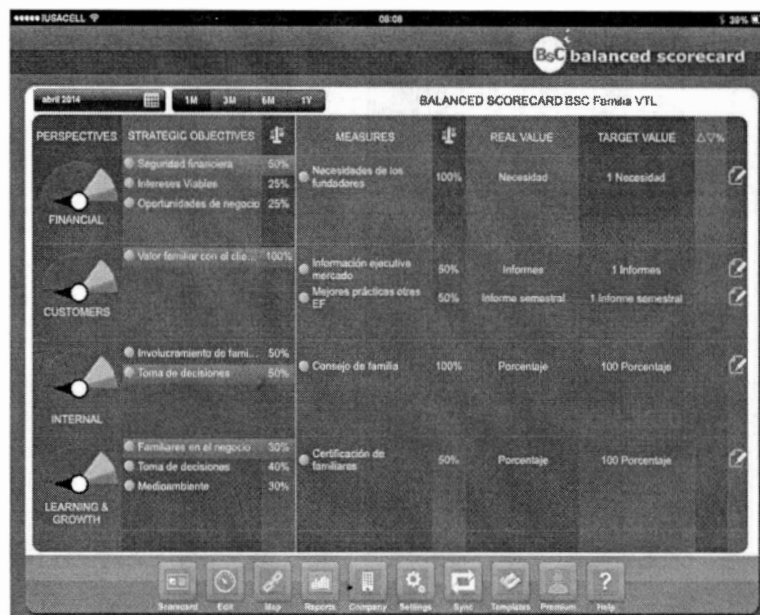 IUSACELL 08:08 39%
BSC balanced scorecard
abril 2014 1M 3M 6M 1Y BALANCED SCORECARD BSC Familia VTL
PERSPECTIVES STRATEGIC OBJECTIVES MEASURES REAL VALUE TARGET VALUE △▽%
FINANCIAL
Seguridad financiera 50%
Intereses Viables 25%
Oportunidades de negocio 25%
Necesidades de los
fundadores 100% Necesidad 1 Necesidad
CUSTOMERS
Valor familiar con el clie... 100%
Información ejecutiva
mercado 50% Informes 1 Informes
Mejores prácticas otras
EF 50% Informe semestral 1 Informe semestral
INTERNAL
Involucramiento de fami... 50%
Toma de decisiones 50%
Consejo de familia 100% Porcentaje 100 Porcentaje
LEARNING &
GROWTH
Familiares en el negocio 30%
Toma de decisiones 40%
Medioambiente 30%
Certificación de
familiares 50% Porcentaje 100 Porcentaje
Scorecard Edit Map Reports Company Settings Sync Templates Premium Help